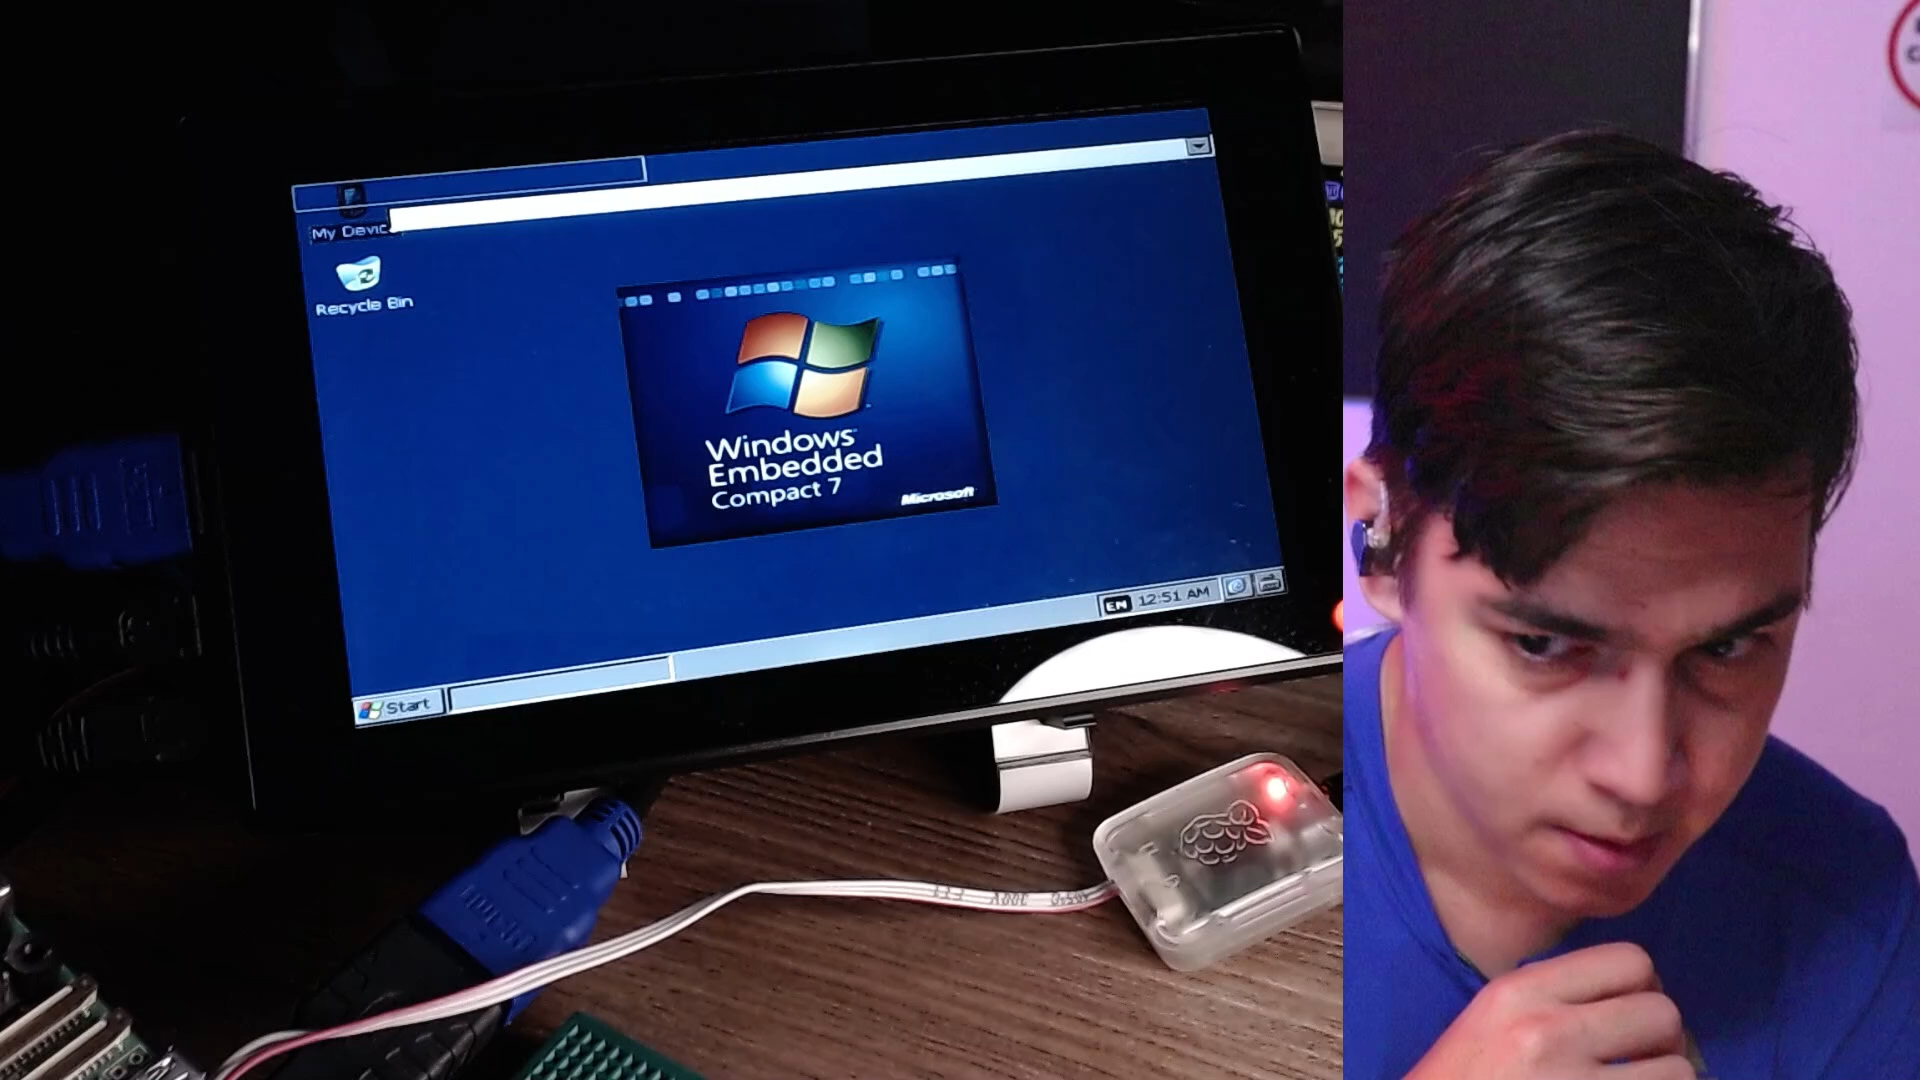 My Devic
Recycle Bin
Windows
Embedded
Compact 7
Microsoft
EN 12:51 AM
Start